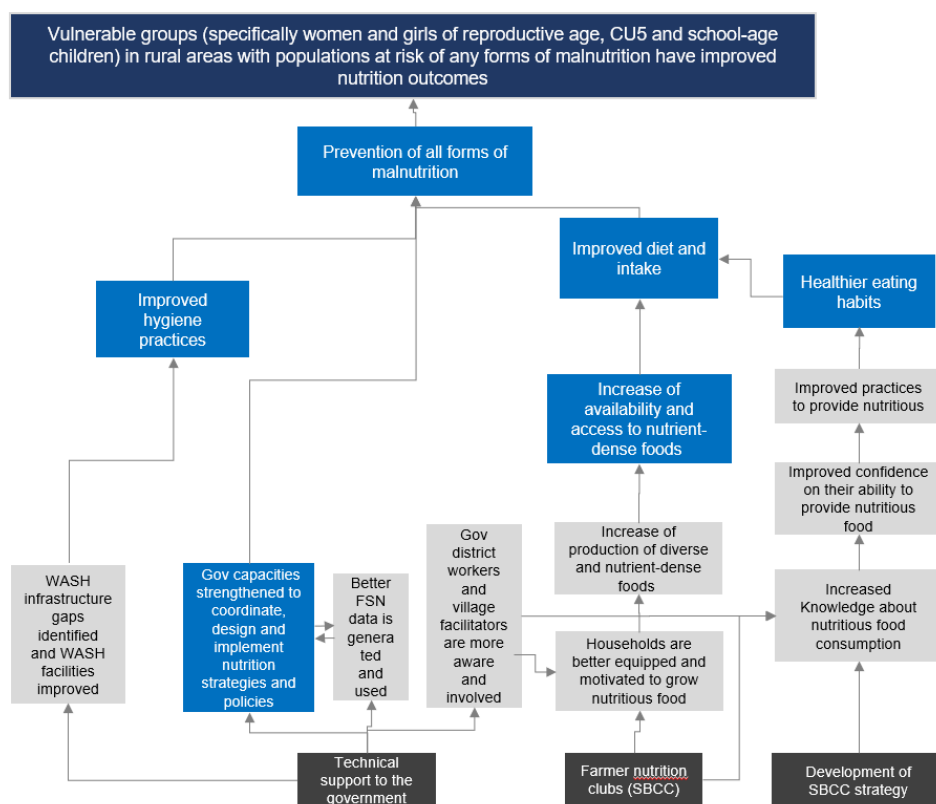 Vulnerable groups (specifically women and girls of reproductive age, CU5 and school-age
children) in rural areas with populations at risk of any forms of malnutrition have improved
nutrition outcomes
Prevention of all forms of
malnutrition
Improved diet and
intake
Improved
hygiene
practices
Healthier eating
habits
Increase of
availability and
access to nutrient-
dense foods
Improved practices
to provide nutritious
Improved confidence
on their ability to
provide nutritious
food
Increase of
production of diverse
and nutrient-dense
foods
WASH
infrastructure
gaps
identified
and WASH
facilities
improved
Gov capacities
strengthened to
coordinate,
design and
implement
nutrition
strategies and
policies
Better
FSN
data is
genera
ted
and
used
Gov
district
workers
and
village
facilitators
are more
aware
and
involved
Households are
better equipped and
motivated to grow
nutritious food
Increased
Knowledge about
nutritious food
consumption
Technical
support to the
government
Farmer nutrition
clubs (SBCC)
Development of
SBCC strategy